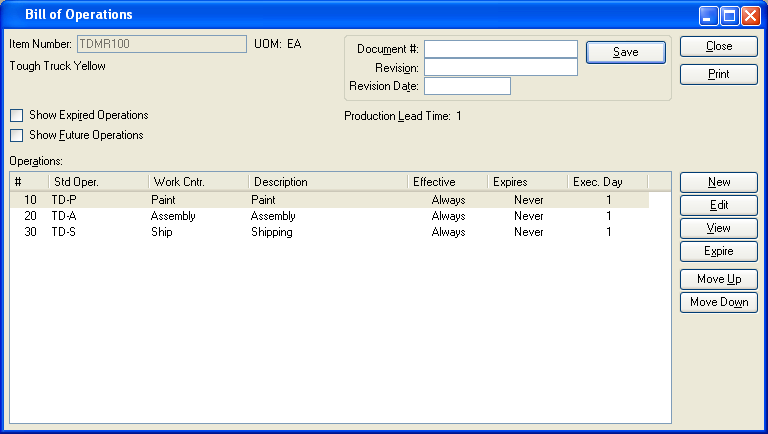 Bill of Operations
Item Number: TDMR100 UOM: EA
Tough Truck Yellow
Document #:
Revision:
Revision Date:
Save
Close
Print
Show Expired Operations
Show Future Operations
Production Lead Time: 1
Operations:
# Std Oper. Work Cntr. Description Effective Expires Exec. Day
10 TD-P Paint Paint Always Never 1
20 TD-A Assembly Assembly Always Never 1
30 TD-S Ship Shipping Always Never 1
New
Edit
View
Expire
Move Up
Move Down